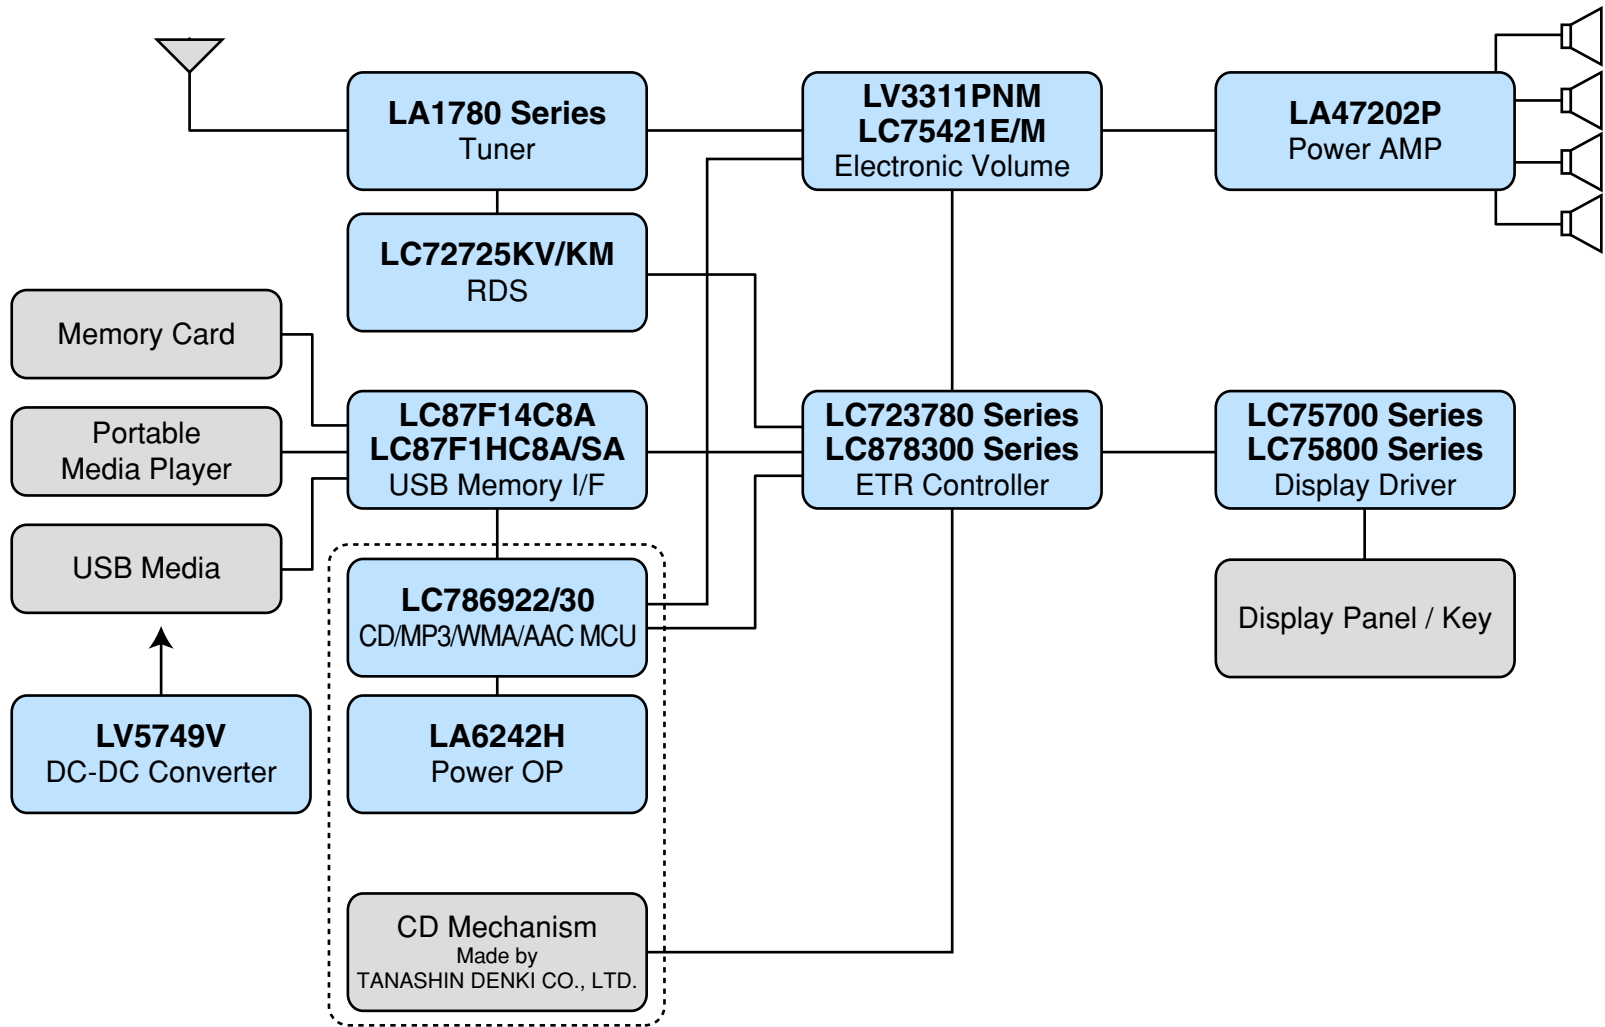 LA1780 Series
Tuner
LV3311PNM
LC75421E/M
Electronic Volume
LA47202P
Power AMP
LC72725KV/KM
RDS
Memory Card
Portable
Media Player
USB Media
LC87F14C8A
LC87F1HC8A/SA
USB Memory I/F
LC723780 Series
LC878300 Series
ETR Controller
LC75700 Series
LC75800 Series
Display Driver
LC786922/30
CD/MP3/WMA/AAC MCU
Display Panel / Key
LV5749V
DC-DC Converter
LA6242H
Power OP
CD Mechanism
Made by
TANASHIN DENKI CO., LTD.